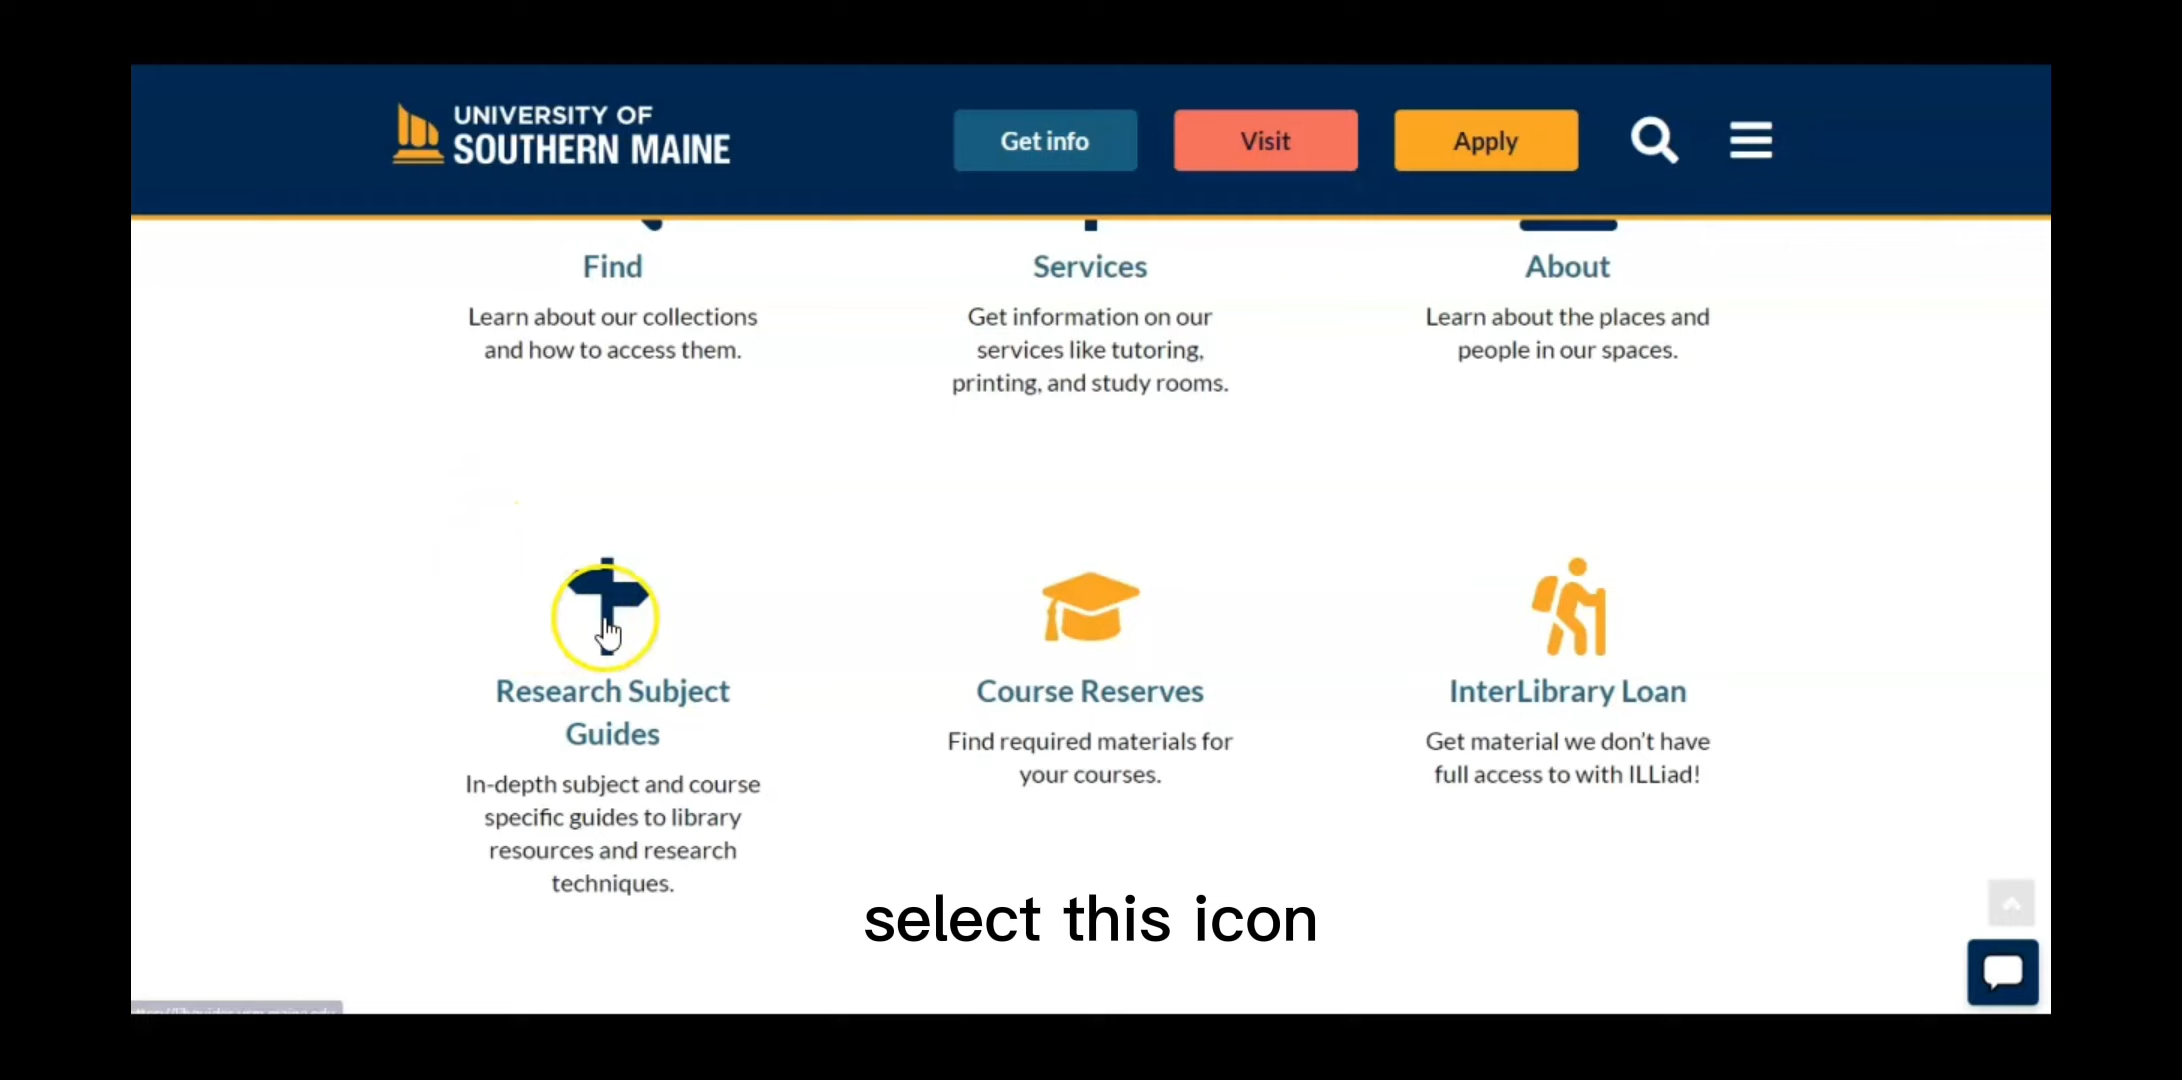 UNIVERSITY OF
SOUTHERN MAINE
Get info
Visit
Apply
Find
Learn about our collections
and how to access them.
Services
Get information on our
services like tutoring,
printing, and study rooms.
About
Learn about the places and
people in our spaces.
Research Subject
Guides
In-depth subject and course
specific guides to library
resources and research
techniques.
Course Reserves
Find required materials for
your courses.
InterLibrary Loan
Get material we don't have
full access to with ILLiad!
select this icon